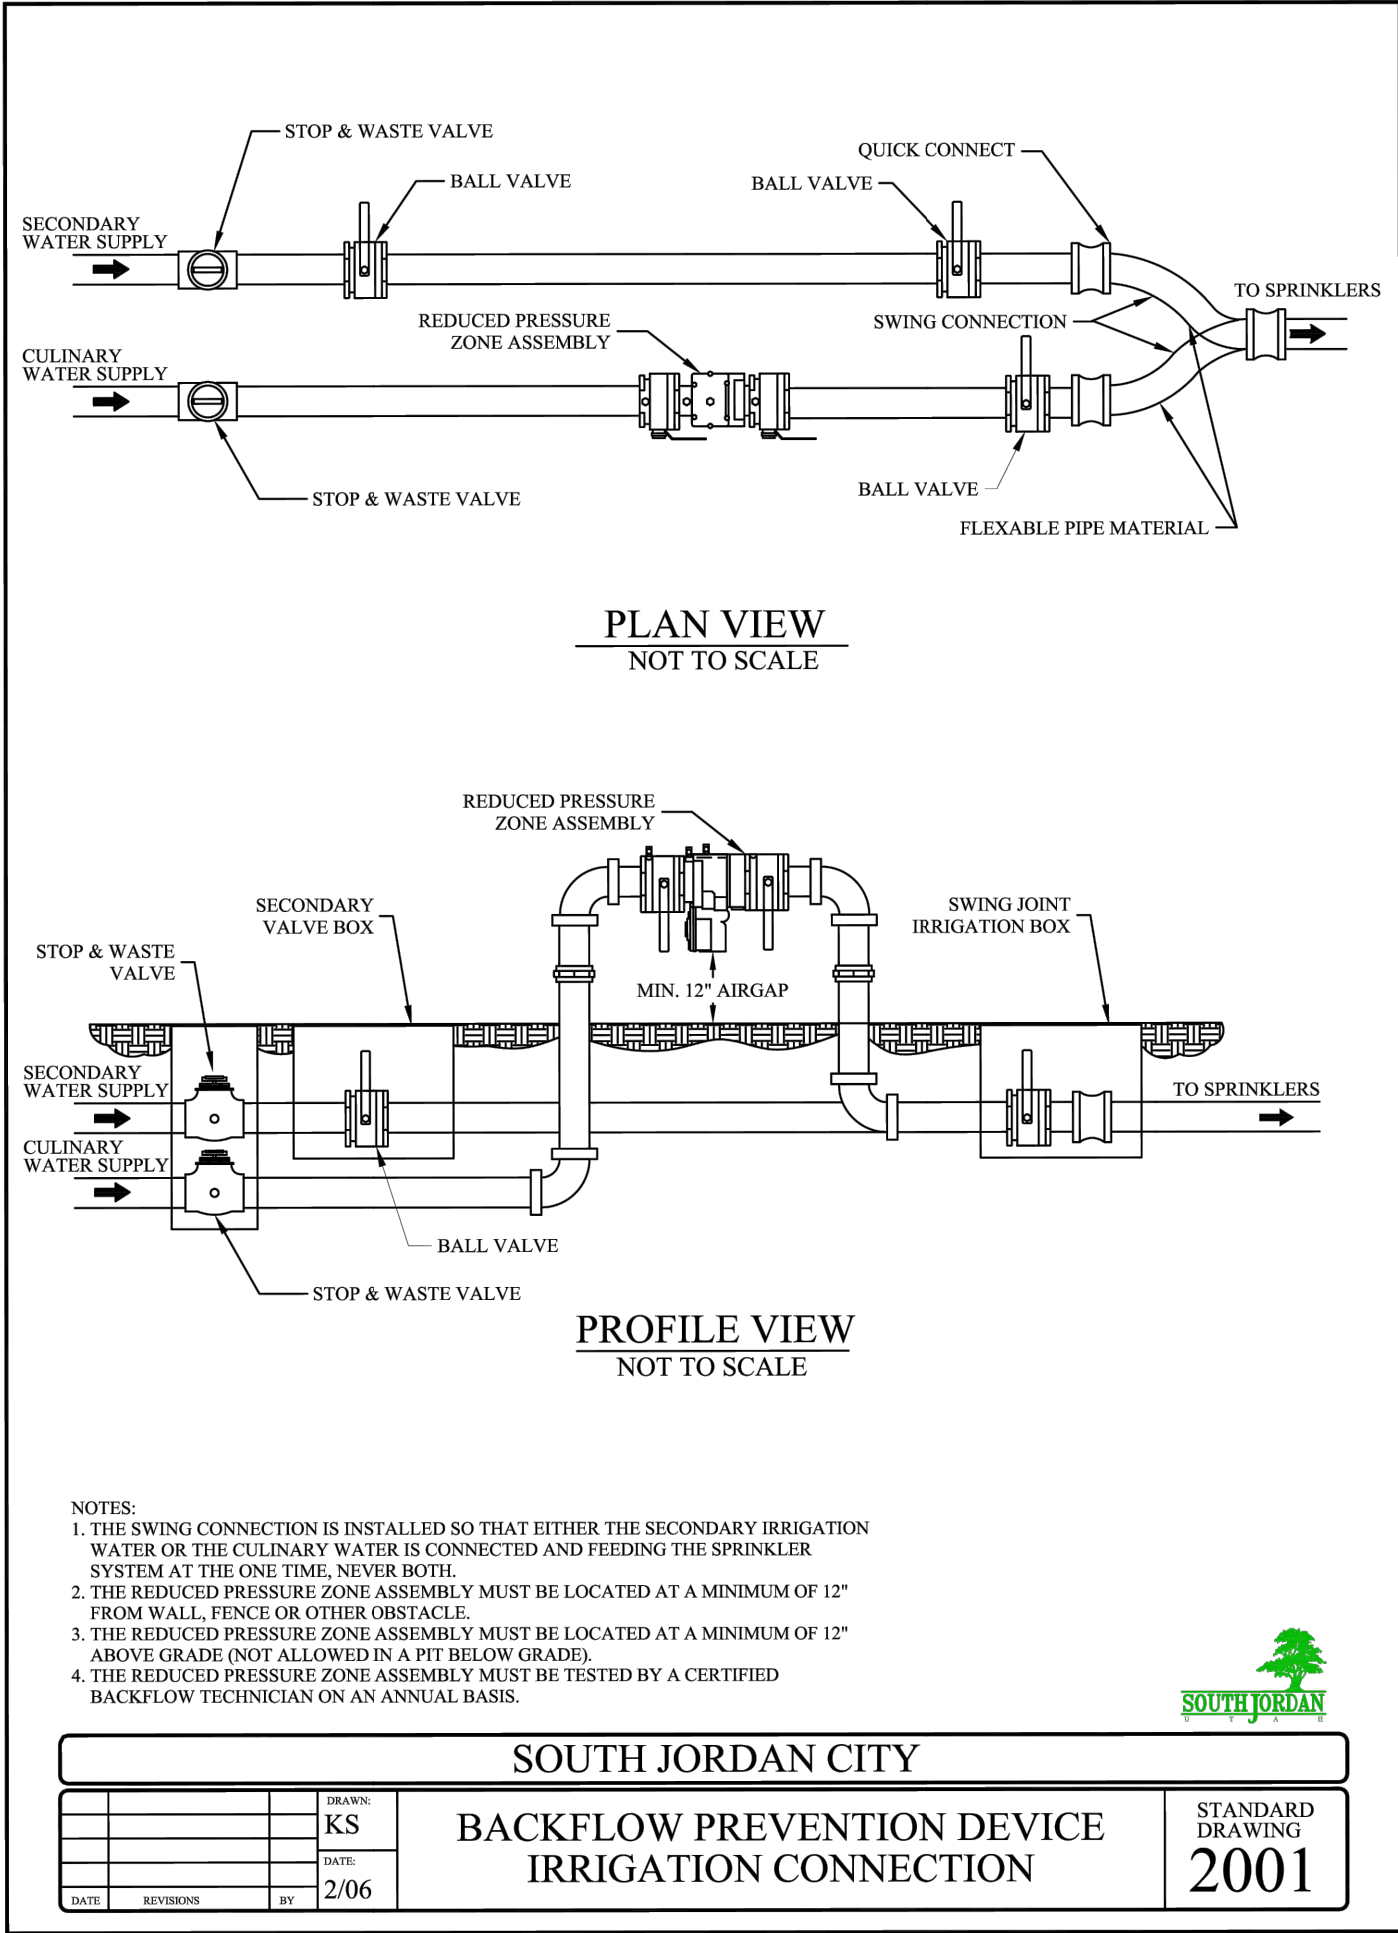 STOP & WASTE VALVE
QUICK CONNECT
BALL VALVE
BALL VALVE
SECONDARY
WATER SUPPLY
TO SPRINKLERS
REDUCED PRESSURE
ZONE ASSEMBLY
SWING CONNECTION
CULINARY
WATER SUPPLY
BALL VALVE
STOP & WASTE VALVE
FLEXABLE PIPE MATERIAL
PLAN VIEW
NOT TO SCALE
REDUCED PRESSURE
ZONE ASSEMBLY
SECONDARY
VALVE BOX
SWING JOINT
IRRIGATION BOX
STOP & WASTE
VALVE
MIN. 12" AIRGAP
SECONDARY
WATER SUPPLY
TO SPRINKLERS
CULINARY
WATER SUPPLY
BALL VALVE
STOP & WASTE VALVE
PROFILE VIEW
NOT TO SCALE
NOTES:
1. THE SWING CONNECTION IS INSTALLED SO THAT EITHER THE SECONDARY IRRIGATION
WATER OR THE CULINARY WATER IS CONNECTED AND FEEDING THE SPRINKLER
SYSTEM AT THE ONE TIME, NEVER BOTH.
2. THE REDUCED PRESSURE ZONE ASSEMBLY MUST BE LOCATED AT A MINIMUM OF 12"
FROM WALL, FENCE OR OTHER OBSTACLE.
3. THE REDUCED PRESSURE ZONE ASSEMBLY MUST BE LOCATED AT A MINIMUM OF 12"
ABOVE GRADE (NOT ALLOWED IN A PIT BELOW GRADE).
4. THE REDUCED PRESSURE ZONE ASSEMBLY MUST BE TESTED BY A CERTIFIED
BACKFLOW TECHNICIAN ON AN ANNUAL BASIS.
SOUTH JORDAN
U T A H
SOUTH JORDAN CITY
DRAWN:
KS
DATE:
2/06
DATE REVISIONS BY
BACKFLOW PREVENTION DEVICE
IRRIGATION CONNECTION
STANDARD
DRAWING
2001